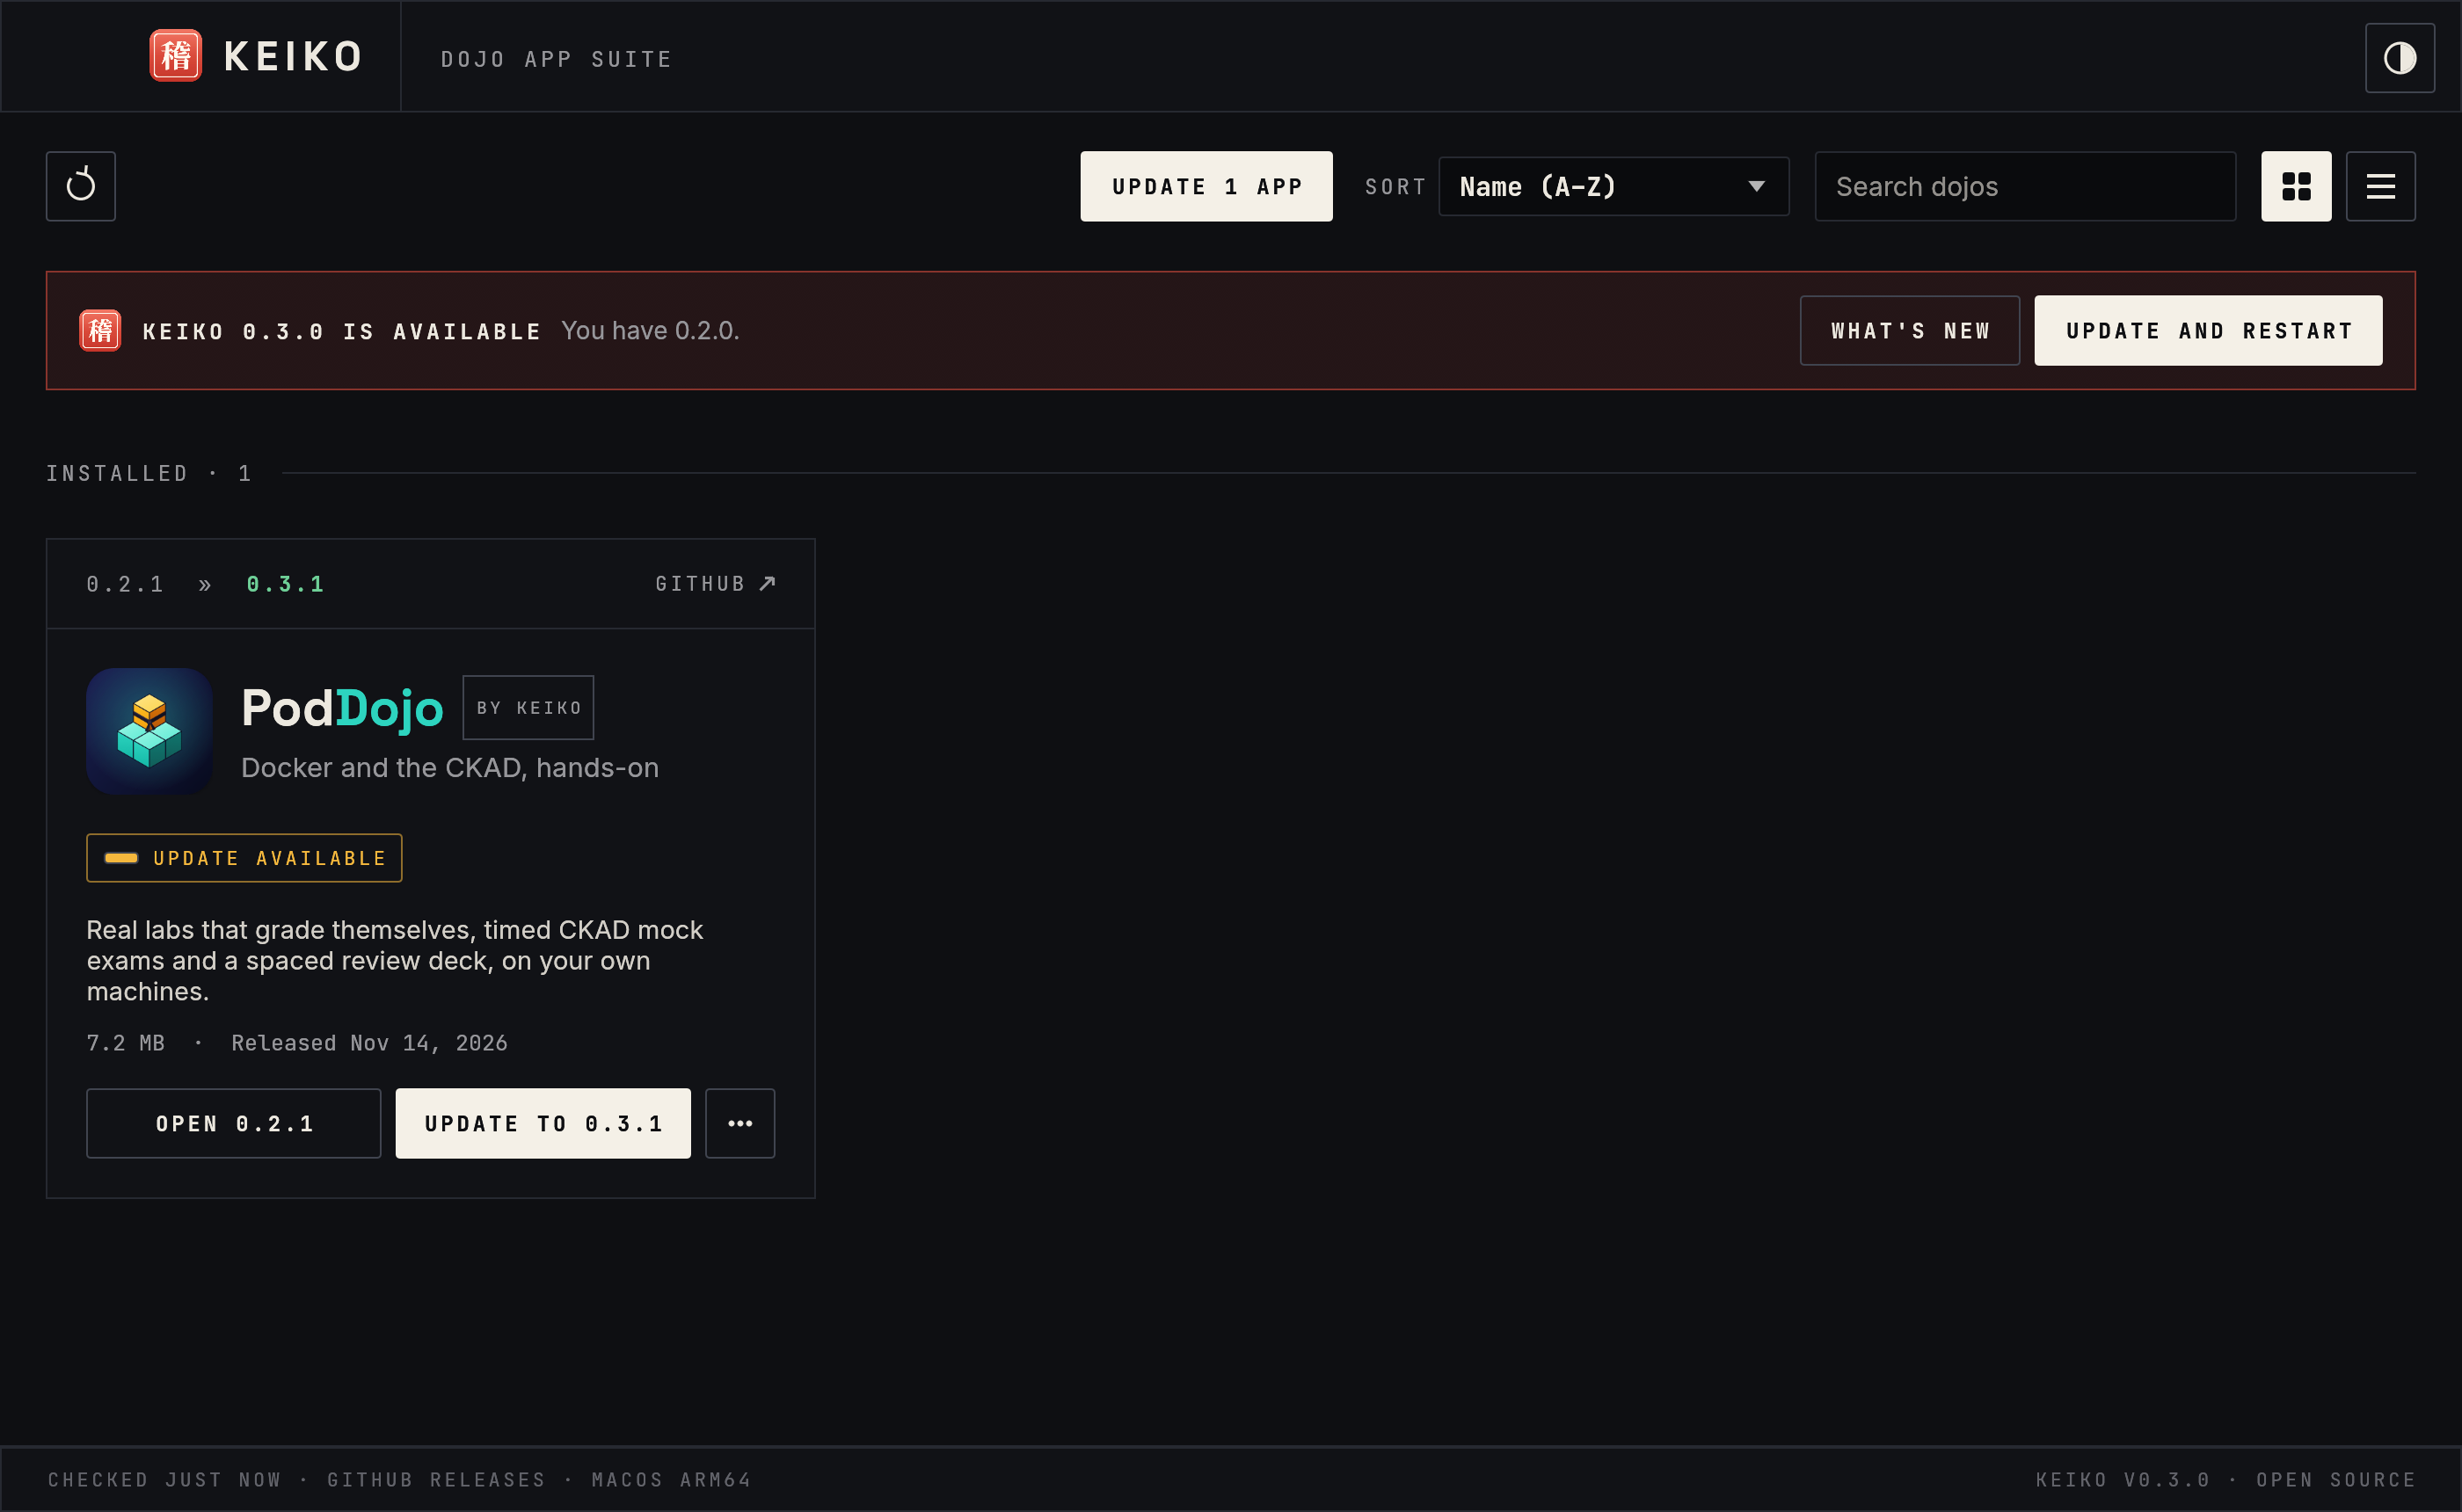 稽 KEIKO
DOJO APP SUITE
UPDATE 1 APP
SORT
Name (A–Z)
Search dojos
稽 KEIKO 0.3.0 IS AVAILABLE You have 0.2.0.
WHAT'S NEW
UPDATE AND RESTART
INSTALLED · 1
0.2.1 » 0.3.1
GITHUB ↗
PodDojo
BY KEIKO
Docker and the CKAD, hands-on
UPDATE AVAILABLE
Real labs that grade themselves, timed CKAD mock
exams and a spaced review deck, on your own
machines.
7.2 MB · Released Nov 14, 2026
OPEN 0.2.1
UPDATE TO 0.3.1
CHECKED JUST NOW · GITHUB RELEASES · MACOS ARM64
KEIKO V0.3.0 · OPEN SOURCE